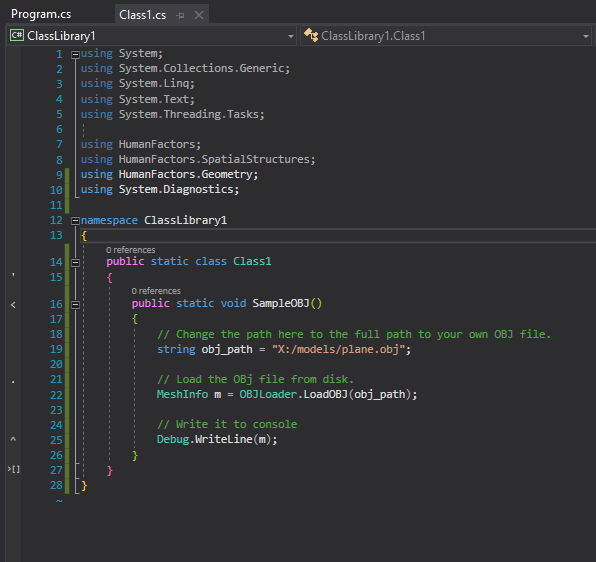 Program.cs Class1.cs
C# ClassLibrary1 ClassLibrary1.Class1
1 using System;
2 using System.Collections.Generic;
3 using System.Linq;
4 using System.Text;
5 using System.Threading.Tasks;
6
7 using HumanFactors;
8 using HumanFactors.SpatialStructures;
9 using HumanFactors.Geometry;
10 using System.Diagnostics;
11
12 namespace ClassLibrary1
13 {
0 references
14 public static class Class1
' 15 {
0 references
< 16 public static void SampleOBJ()
17 {
18 // Change the path here to the full path to your own OBJ file.
19 string obj_path = "X:/models/plane.obj";
20
. 21 // Load the OBj file from disk.
22 MeshInfo m = OBJLoader.LoadOBJ(obj_path);
23
24 // Write it to console
^ 25 Debug.WriteLine(m);
26 }
>[] 27 }
28 }
~